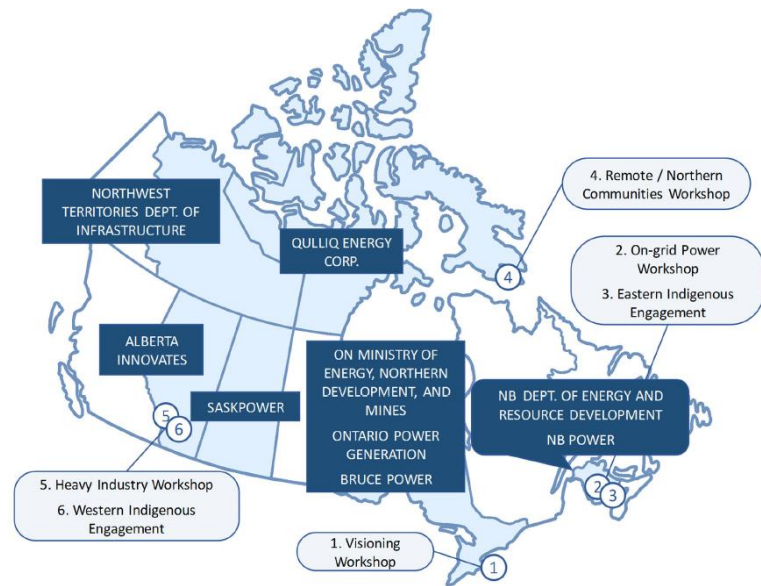 4. Remote / Northern
Communities Workshop
NORTHWEST
TERRITORIES DEPT. OF
INFRASTRUCTURE
QULLIQ ENERGY
CORP.
4
2. On-grid Power
Workshop
3. Eastern Indigenous
Engagement
ALBERTA
INNOVATES
SASKPOWER
ON MINISTRY OF
ENERGY, NORTHERN
DEVELOPMENT, AND
MINES
ONTARIO POWER
GENERATION
BRUCE POWER
NB DEPT. OF ENERGY AND
RESOURCE DEVELOPMENT
NB POWER
5
6
2
3
5. Heavy Industry Workshop
6. Western Indigenous
Engagement
1. Visioning
Workshop
1